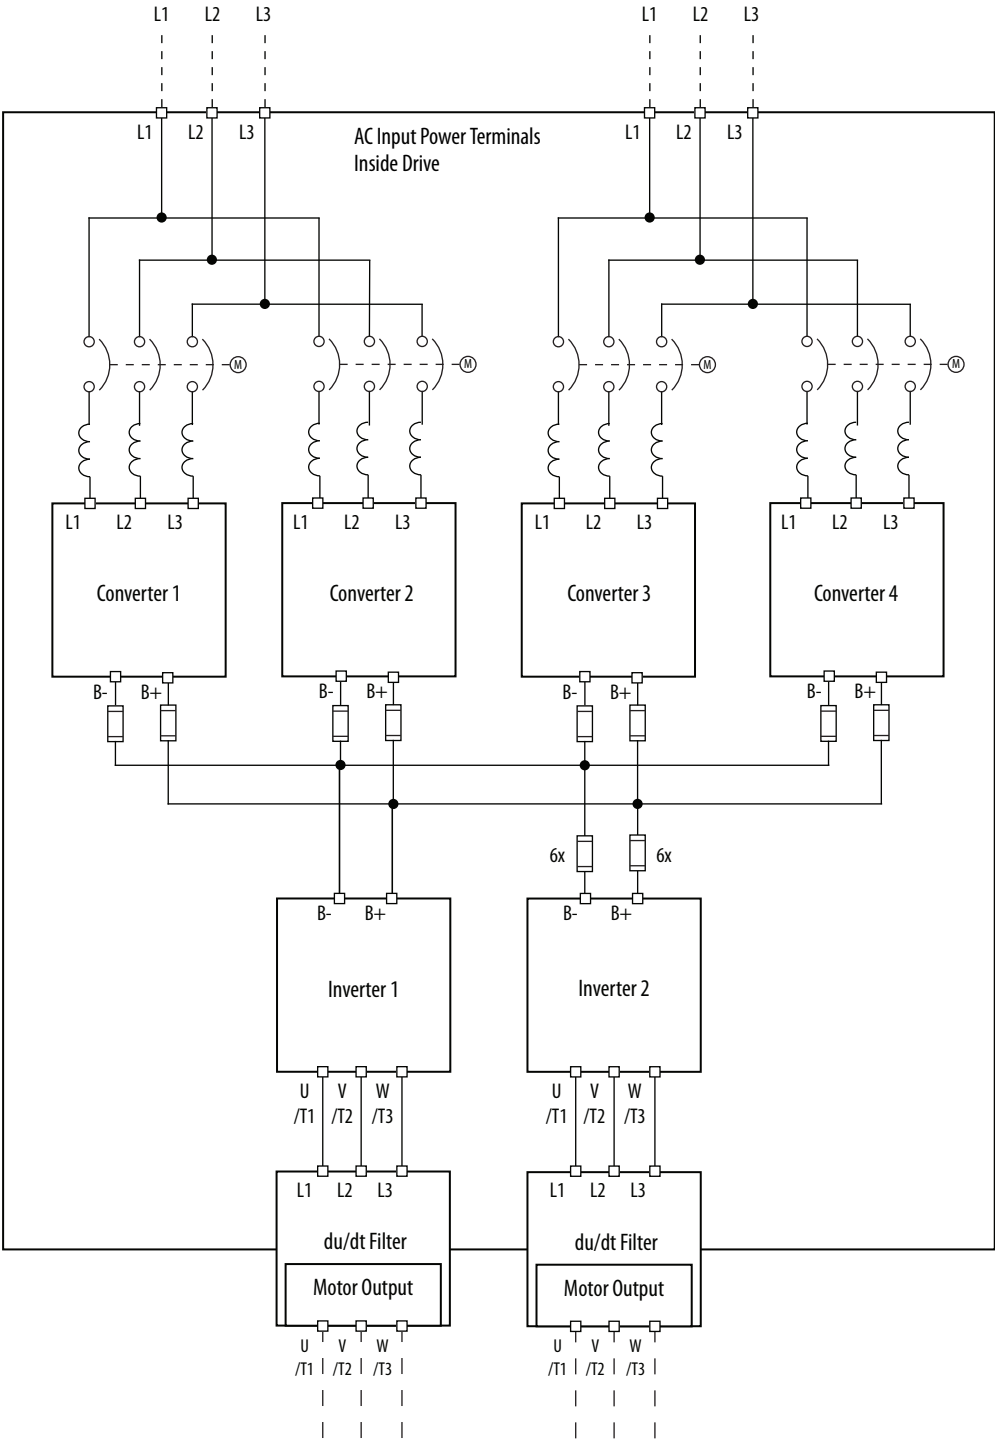 L1 L2 L3 L1 L2 L3
L1 L2 L3 AC Input Power Terminals L1 L2 L3
Inside Drive
M M M M
L1 L2 L3 L1 L2 L3 L1 L2 L3 L1 L2 L3
Converter 1 Converter 2 Converter 3 Converter 4
B- B+ B- B+ B- B+ B- B+
6x 6x
B- B+ B- B+
Inverter 1 Inverter 2
U V W U V W
/T1 /T2 /T3 /T1 /T2 /T3
L1 L2 L3 L1 L2 L3
du/dt Filter du/dt Filter
Motor Output Motor Output
U V W U V W
/T1 /T2 /T3 /T1 /T2 /T3